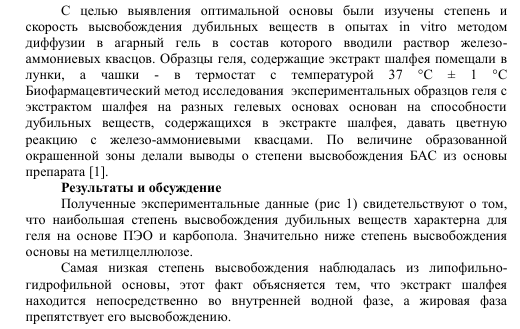 С целью выявления оптимальной основы были изучены степень и
скорость высвобождения дубильных веществ в опытах in vitro методом
диффузии в агарный гель в состав которого вводили раствор железо-
аммониевых квасцов. Образцы геля, содержащие экстракт шалфея помещали в
лунки, а чашки - в термостат с температурой 37 °С ± 1 °С
Биофармацевтический метод исследования экспериментальных образцов геля с
экстрактом шалфея на разных гелевых основах основан на способности
дубильных веществ, содержащихся в экстракте шалфея, давать цветную
реакцию с железо-аммониевыми квасцами. По величине образованной
окрашенной зоны делали выводы о степени высвобождения БАС из основы
препарата [1].
Результаты и обсуждение
Полученные экспериментальные данные (рис 1) свидетельствуют о том,
что наибольшая степень высвобождения дубильных веществ характерна для
геля на основе ПЭО и карбопола. Значительно ниже степень высвобождения
основы на метилцеллюлозе.
Самая низкая степень высвобождения наблюдалась из липофильно-
гидрофильной основы, этот факт объясняется тем, что экстракт шалфея
находится непосредственно во внутренней водной фазе, а жировая фаза
препятствует его высвобождению.